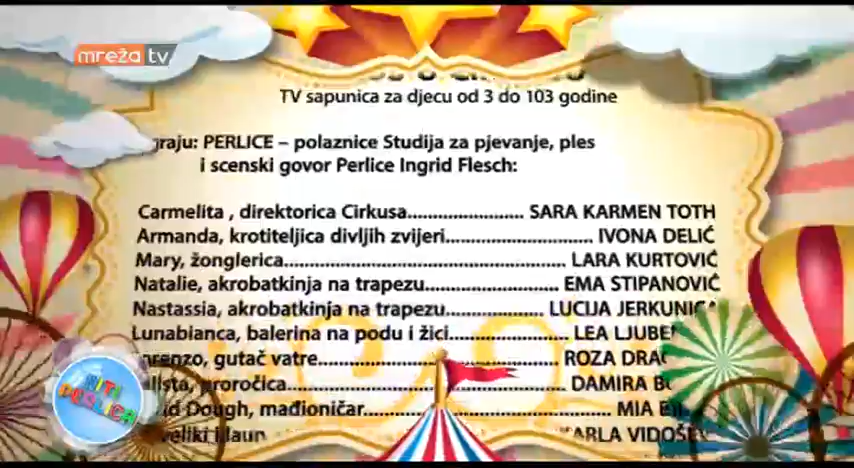 mreža tv
TV sapunica za djecu od 3 do 103 godine
graju: PERLICE – polaznice Studija za pjevanje, ples
i scenski govor Perlice Ingrid Flesch:
Carmelita , direktorica Cirkusa....................... SARA KARMEN TOTH
Armanda, krotiteljica divljih zvijeri............................. IVONA DELIĆ
Mary, žonglerica....................................................... LARA KURTOVIĆ
Natalie, akrobatkinja na trapezu.......................... EMA STIPANOVIĆ
Nastassia, akrobatkinja na trapezu................... LUCIJA JERKUNICA
Lunabianca, balerina na podu i žici....................... LEA
gutač vatre................................................ ROZA
proročica...................................................... DAMIRA
Dough, mađioničar................................................ MIA
veliki